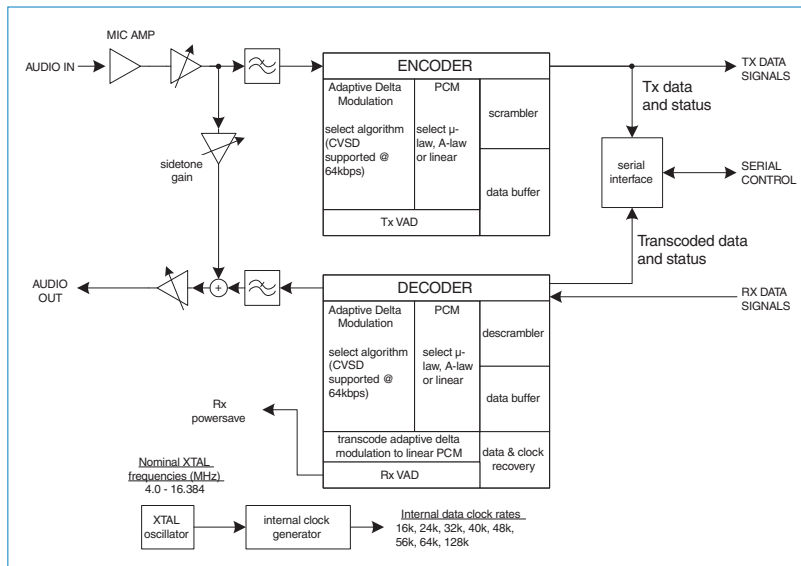 MIC AMP
AUDIO IN
sidetone
gain
ENCODER
Adaptive Delta
Modulation
select algorithm
(CVSD
supported @
64kbps)
PCM
select µ-
law, A-law
or linear
scrambler
data buffer
Tx VAD
TX DATA
SIGNALS
Tx data
and status
serial
interface
SERIAL
CONTROL
Transcoded data
and status
AUDIO
OUT
+
DECODER
Adaptive Delta
Modulation
select algorithm
(CVSD
supported @
64kbps)
PCM
select µ-
law, A-law
or linear
descrambler
data buffer
transcode adaptive delta
modulation to linear PCM
Rx VAD
data & clock
recovery
RX DATA
SIGNALS
Rx
powersave
Nominal XTAL
frequencies (MHz)
4.0 - 16.384
XTAL
oscillator
internal clock
generator
Internal data clock rates
16k, 24k, 32k, 40k, 48k,
56k, 64k, 128k